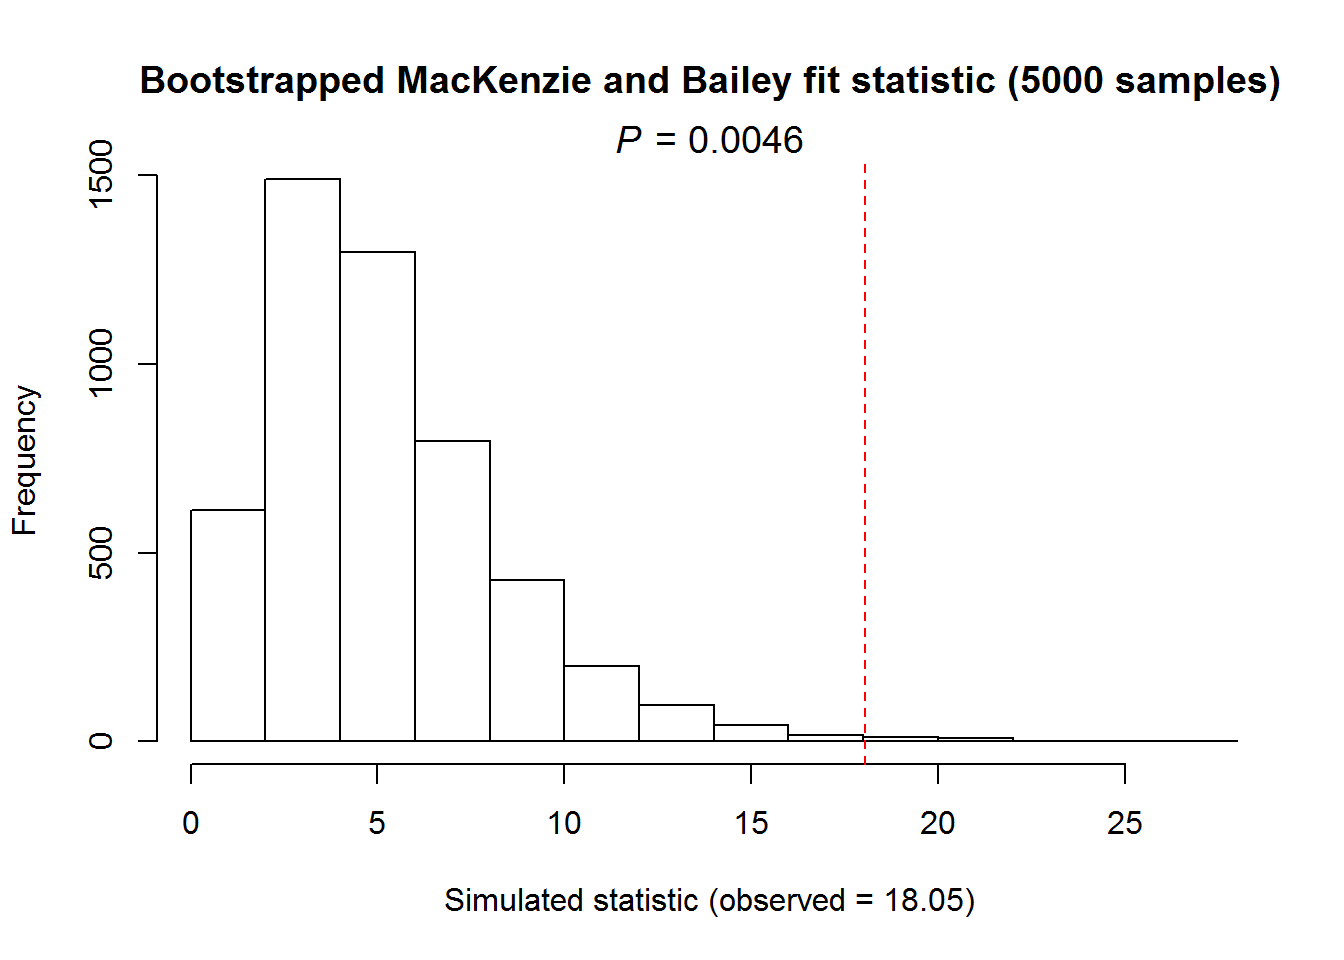 Bootstrapped MacKenzie and Bailey fit statistic (5000 samples)
P = 0.0046
1500
1000
500
0
Frequency
0 5 10 15 20 25
Simulated statistic (observed = 18.05)